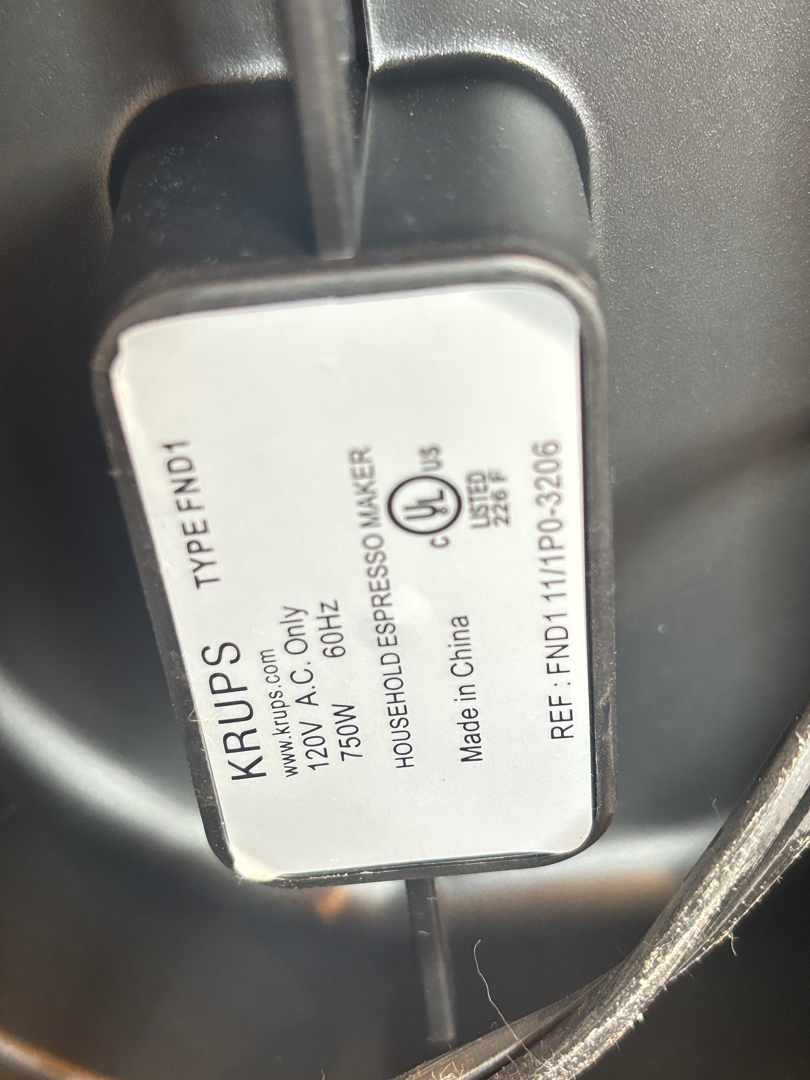 KRUPS TYPE FND1
www.krups.com
120V A.C. Only
750W 60Hz
HOUSEHOLD ESPRESSO MAKER
C UL US
LISTED
226 F
Made in China
REF : FND1 11/1P0-3206